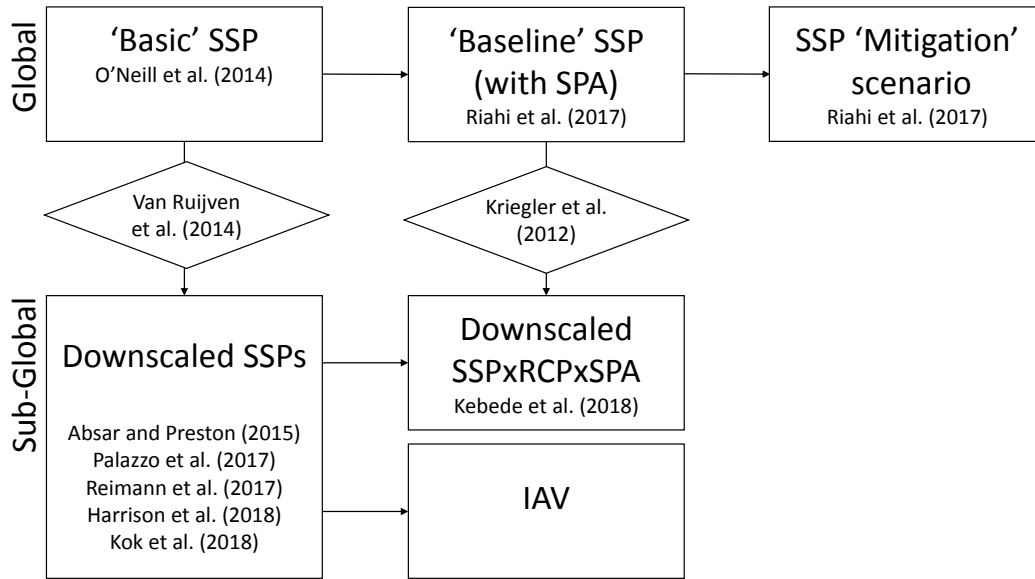 Global
‘Basic’ SSP
O’Neill et al. (2014)
‘Baseline’ SSP
(with SPA)
Riahi et al. (2017)
SSP ‘Mitigation’
scenario
Riahi et al. (2017)
Van Ruijven
et al. (2014)
Kriegler et al.
(2012)
Sub-Global
Downscaled SSPs
Absar and Preston (2015)
Palazzo et al. (2017)
Reimann et al. (2017)
Harrison et al. (2018)
Kok et al. (2018)
Downscaled
SSPxRCPxSPA
Kebede et al. (2018)
IAV